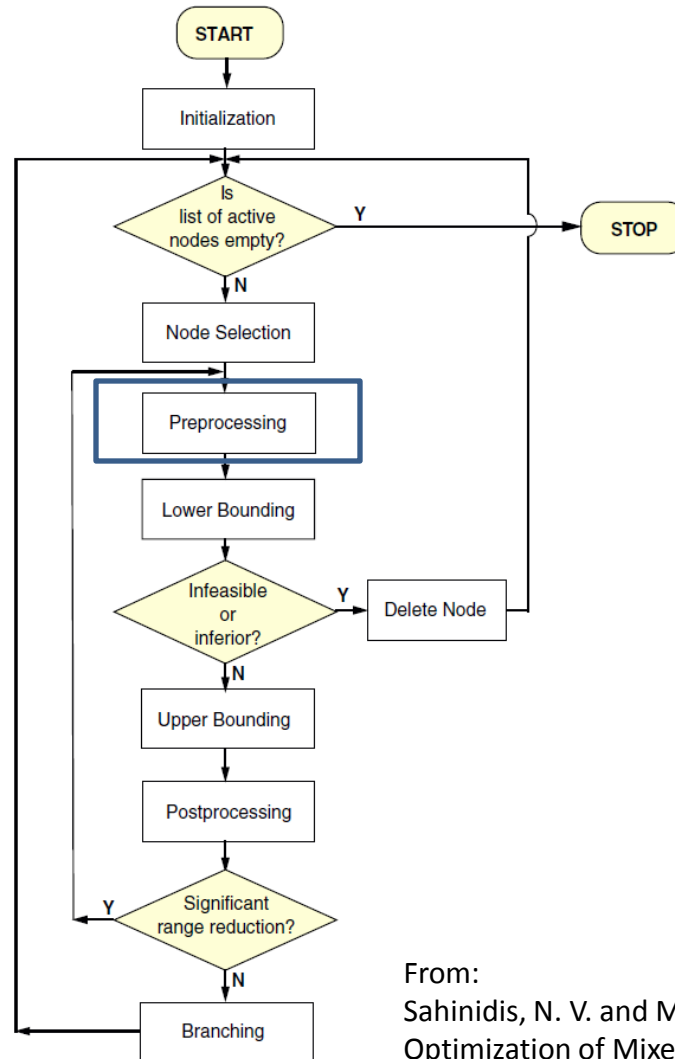 START
Initialization
Is
list of active
nodes empty?
Y
STOP
N
Node Selection
Preprocessing
Lower Bounding
Infeasible
or
inferior?
Y
Delete Node
N
Upper Bounding
Postprocessing
Significant
range reduction?
Y
N
Branching
From:
Sahinidis, N. V. and M
Optimization of Mixe